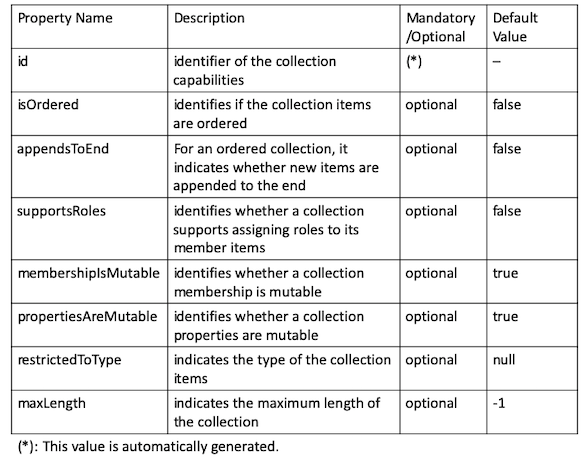 Property Name Description Mandatory Default
/Optional Value
id identifier of the collection (*) –
capabilities
isOrdered identifies if the collection items optional false
are ordered
appendsToEnd For an ordered collection, it optional false
indicates whether new items are
appended to the end
supportsRoles identifies whether a collection optional false
supports assigning roles to its
member items
membershipIsMutable identifies whether a collection optional true
membership is mutable
propertiesAreMutable identifies whether a collection optional true
properties are mutable
restrictedToType indicates the type of the collection optional null
items
maxLength indicates the maximum length of optional -1
the collection
(*): This value is automatically generated.